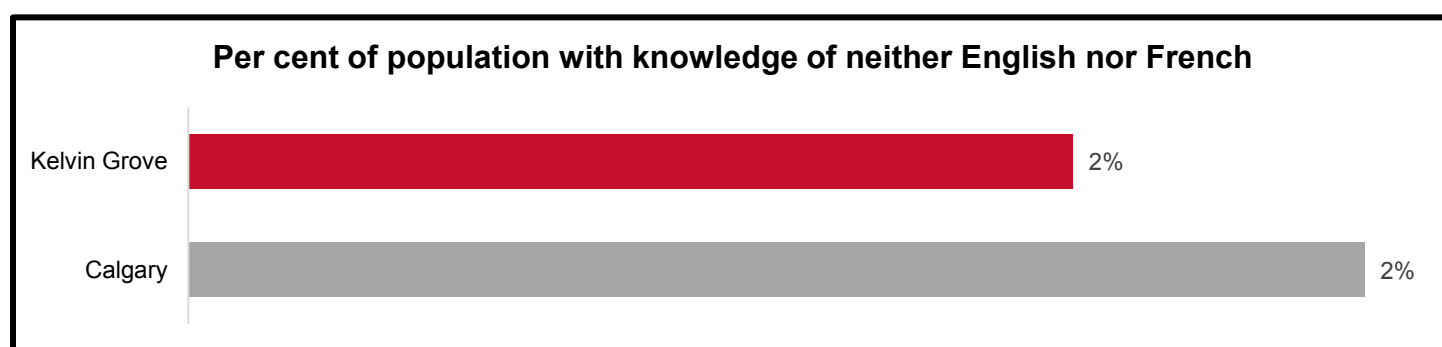 Per cent of population with knowledge of neither English nor French
Kelvin Grove 2%
Calgary 2%